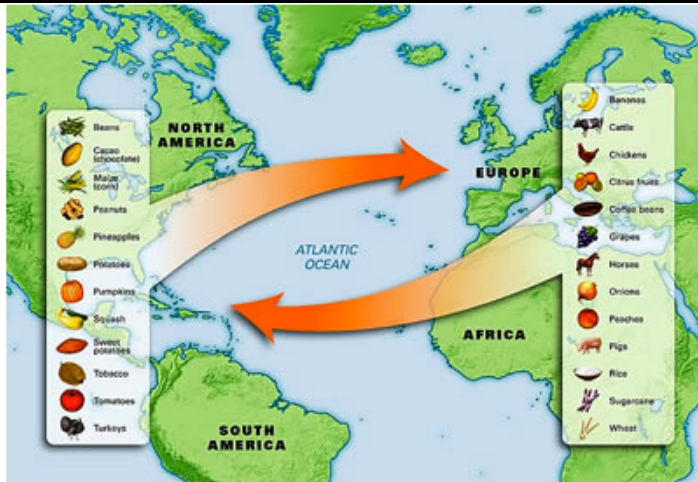 NORTH
AMERICA
EUROPE
ATLANTIC
OCEAN
AFRICA
SOUTH
AMERICA
Beans
Cacao
(chocolate)
Maize
(corn)
Peanuts
Pineapples
Potatoes
Pumpkins
Squash
Sweet
potatoes
Tobacco
Tomatoes
Turkeys
Bananas
Cattle
Chickens
Citrus fruits
Coffee beans
Grapes
Horses
Onions
Peaches
Pigs
Rice
Sugarcane
Wheat